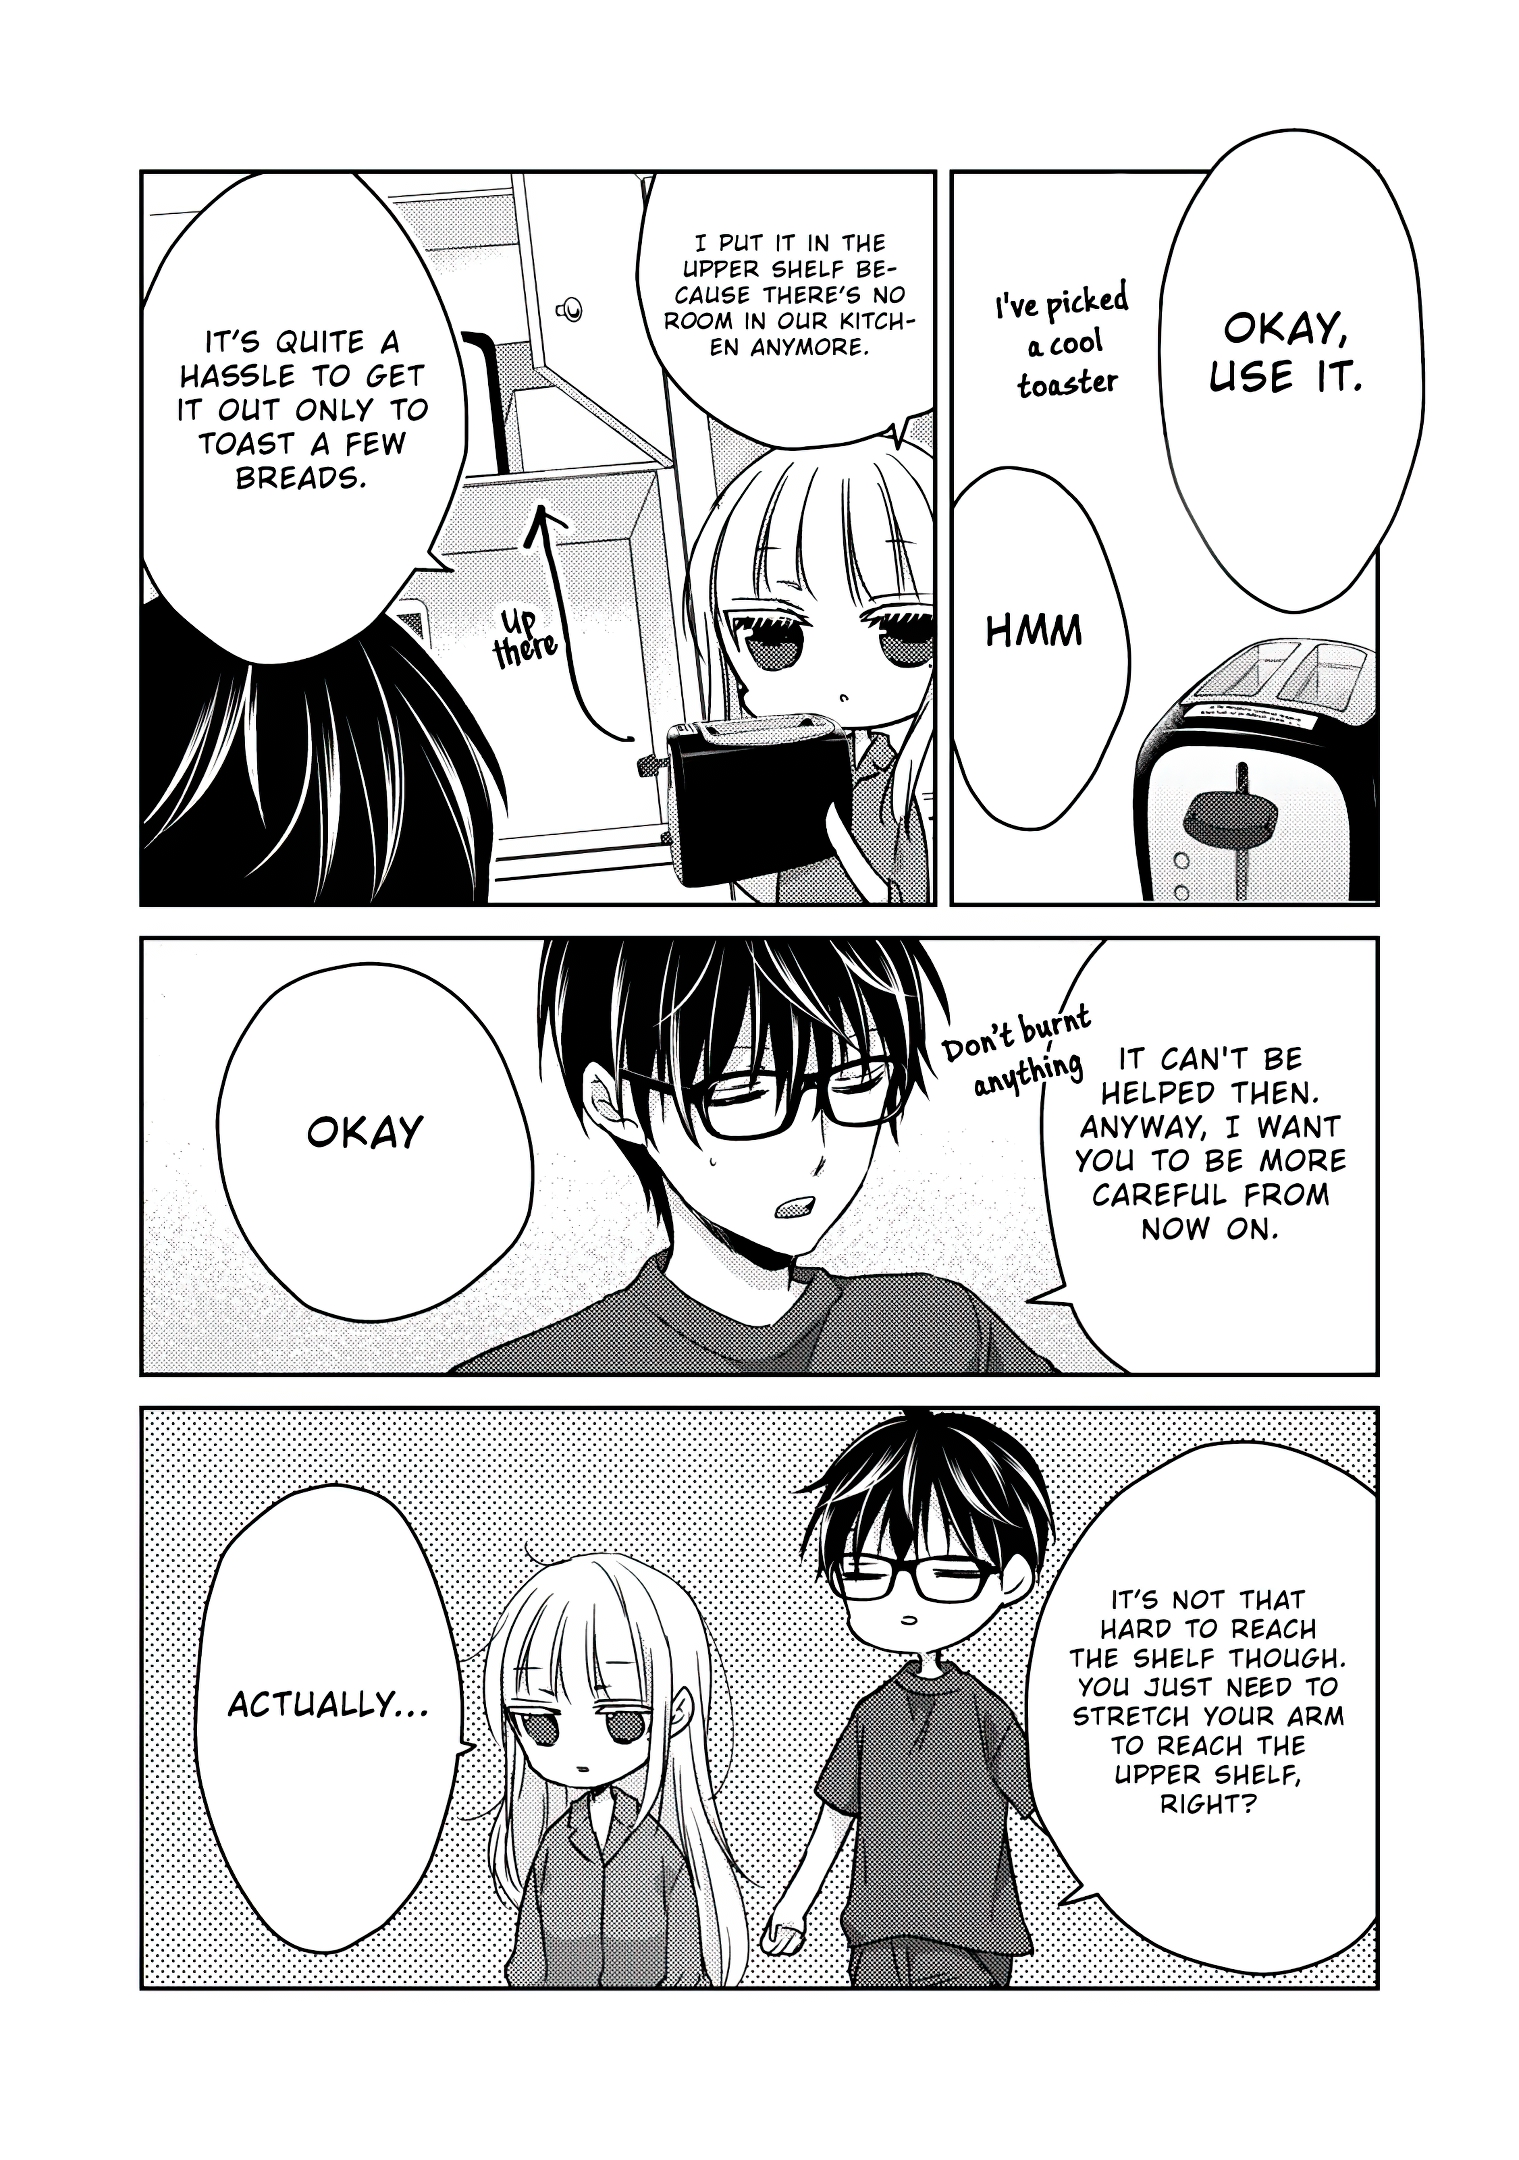 OKAY,
USE IT.
I've picked
a cool
toaster
HMM
I PUT IT IN THE
UPPER SHELF BE-
CAUSE THERE'S NO
ROOM IN OUR KITCH-
EN ANYMORE.
Up
there
IT'S QUITE A
HASSLE TO GET
IT OUT ONLY TO
TOAST A FEW
BREADS.
IT CAN'T BE
HELPED THEN.
ANYWAY, I WANT
YOU TO BE MORE
CAREFUL FROM
NOW ON.
Don't burnt
anything
OKAY
IT'S NOT THAT
HARD TO REACH
THE SHELF THOUGH.
YOU JUST NEED TO
STRETCH YOUR ARM
TO REACH THE
UPPER SHELF,
RIGHT?
ACTUALLY...